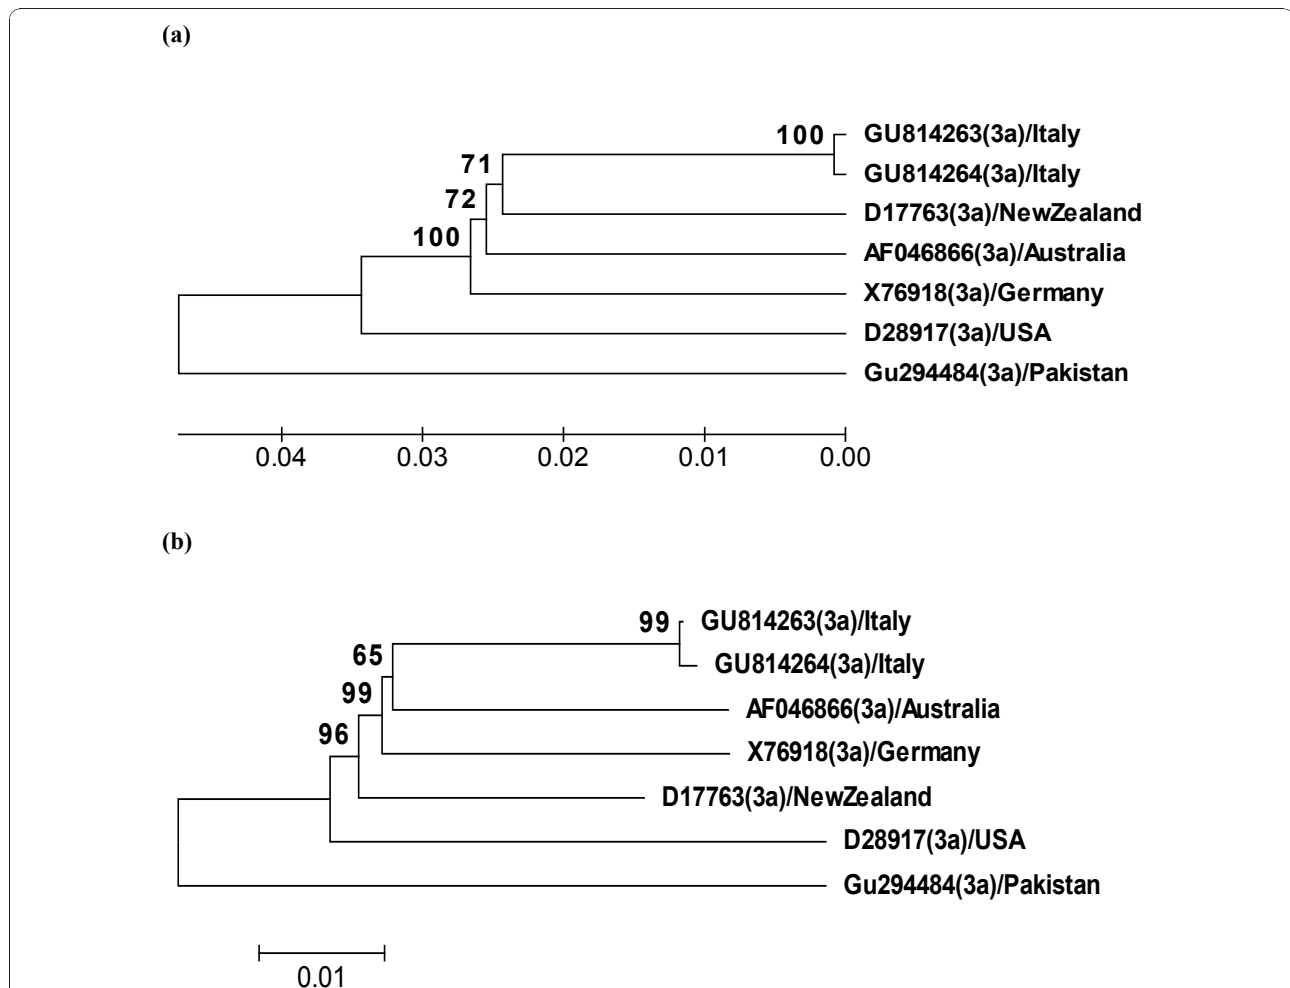 (a)
100 GU814263(3a)/Italy
71 GU814264(3a)/Italy
72 D17763(3a)/NewZealand
100 AF046866(3a)/Australia
X76918(3a)/Germany
D28917(3a)/USA
Gu294484(3a)/Pakistan
0.04 0.03 0.02 0.01 0.00
(b)
99 GU814263(3a)/Italy
65 GU814264(3a)/Italy
99 AF046866(3a)/Australia
96 X76918(3a)/Germany
D17763(3a)/NewZealand
D28917(3a)/USA
Gu294484(3a)/Pakistan
0.01